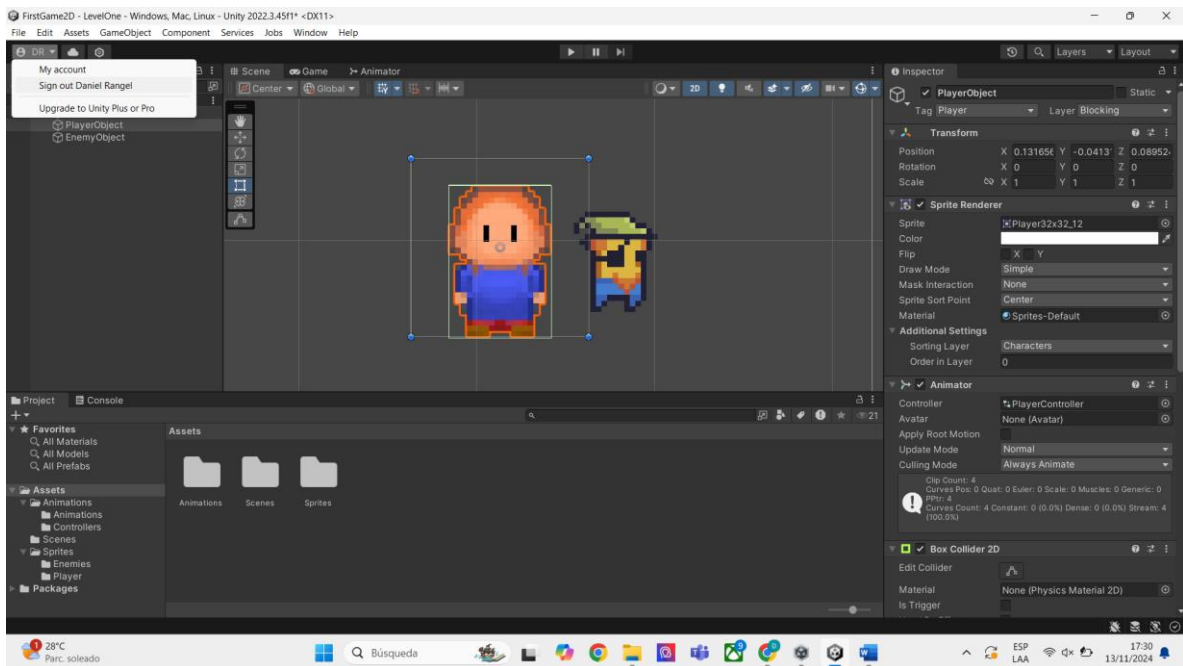 FirstGame2D - LevelOne - Windows, Mac, Linux - Unity 2022.3.45f1* <DX11>
File Edit Assets GameObject Component Services Jobs Window Help
DR
Layers Layout
My account
Sign out Daniel Rangel
Upgrade to Unity Plus or Pro
PlayerObject
EnemyObject
Scene Game Animator
Center Global 2D
Inspector
PlayerObject Static
Tag Player Layer Blocking
Transform
Position X 0.131656 Y -0.0413 Z 0.08952
Rotation X 0 Y 0 Z 0
Scale X 1 Y 1 Z 1
Sprite Renderer
Sprite Player32x32_12
Color
Flip X Y
Draw Mode Simple
Mask Interaction None
Sprite Sort Point Center
Material Sprites-Default
Additional Settings
Sorting Layer Characters
Order in Layer 0
Animator
Controller PlayerController
Avatar None (Avatar)
Apply Root Motion
Update Mode Normal
Culling Mode Always Animate
Clip Count: 4
Curves Pos: 0 Quat: 0 Euler: 0 Scale: 0 Muscles: 0 Generic: 0
PPtr: 4
Curves Count: 4 Constant: 0 (0.0%) Dense: 0 (0.0%) Stream: 4
(100.0%)
Box Collider 2D
Edit Collider
Material None (Physics Material 2D)
Is Trigger
Project Console
21
Favorites
All Materials
All Models
All Prefabs
Assets
Animations
Animations
Controllers
Scenes
Sprites
Enemies
Player
Packages
Assets
Animations Scenes Sprites
28°C
Parc. soleado
Búsqueda
ESP
LAA
17:30
13/11/2024